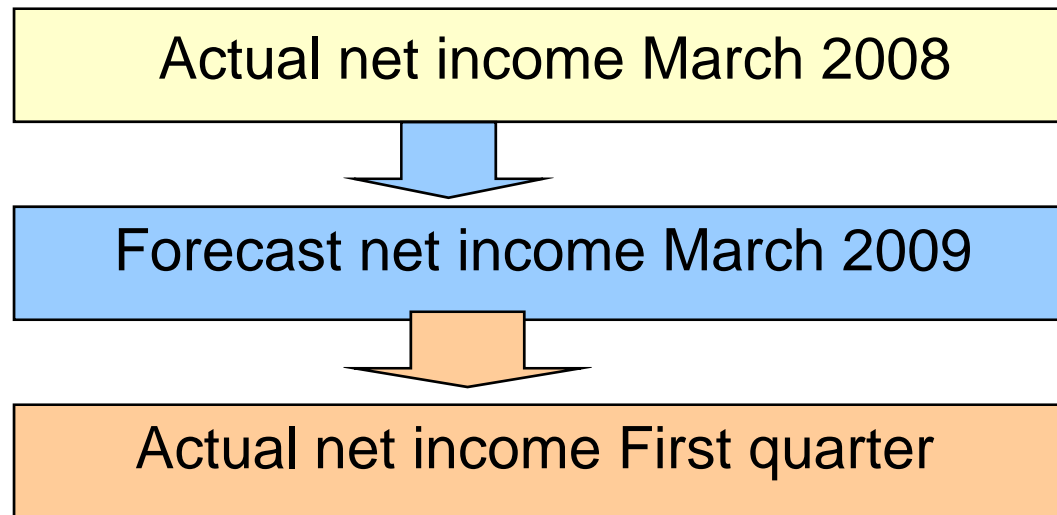 Actual net income March 2008
Forecast net income March 2009
Actual net income First quarter